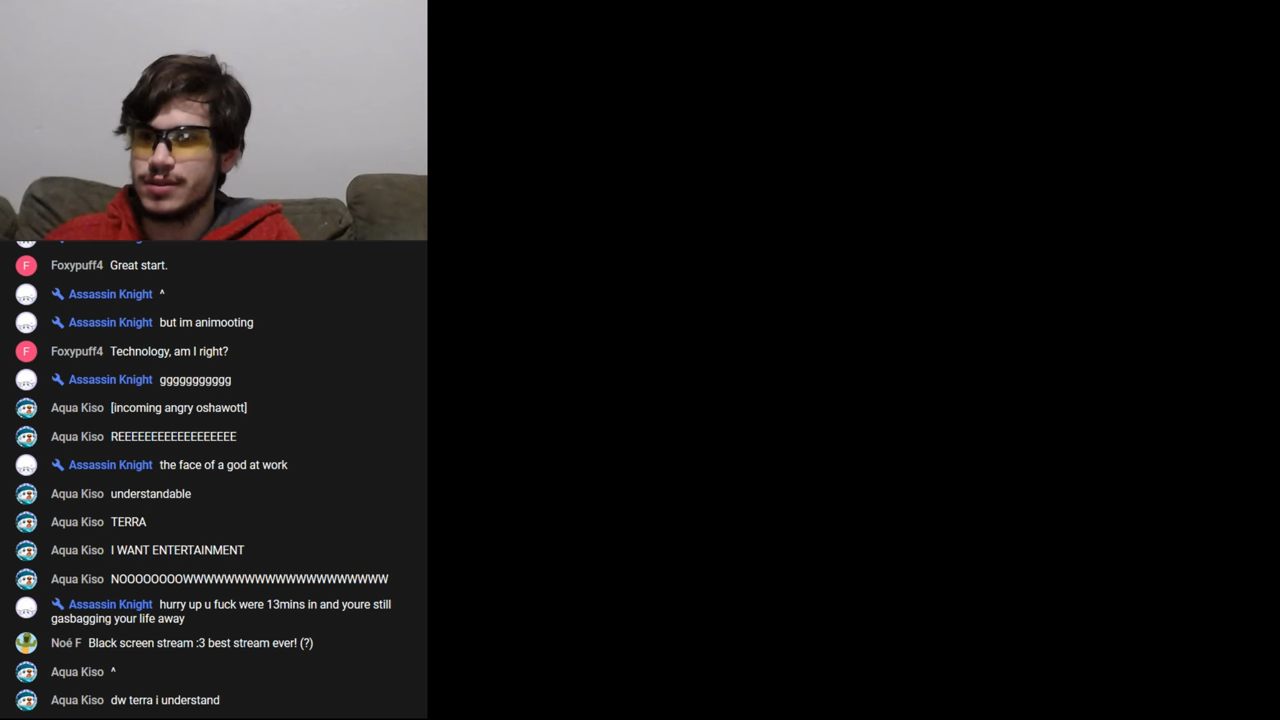 F Foxypuff4 Great start.
Assassin Knight ^
Assassin Knight but im animooting
F Foxypuff4 Technology, am I right?
Assassin Knight ggggggggggg
Aqua Kiso [incoming angry oshawott]
Aqua Kiso REEEEEEEEEEEEEEEEEE
Assassin Knight the face of a god at work
Aqua Kiso understandable
Aqua Kiso TERRA
Aqua Kiso I WANT ENTERTAINMENT
Aqua Kiso NOOOOOOOOWWWWWWWWWWWWWWWWWWWW
Assassin Knight hurry up u fuck were 13mins in and youre still
gasbagging your life away
Noé F Black screen stream :3 best stream ever! (?)
Aqua Kiso ^
Aqua Kiso dw terra i understand